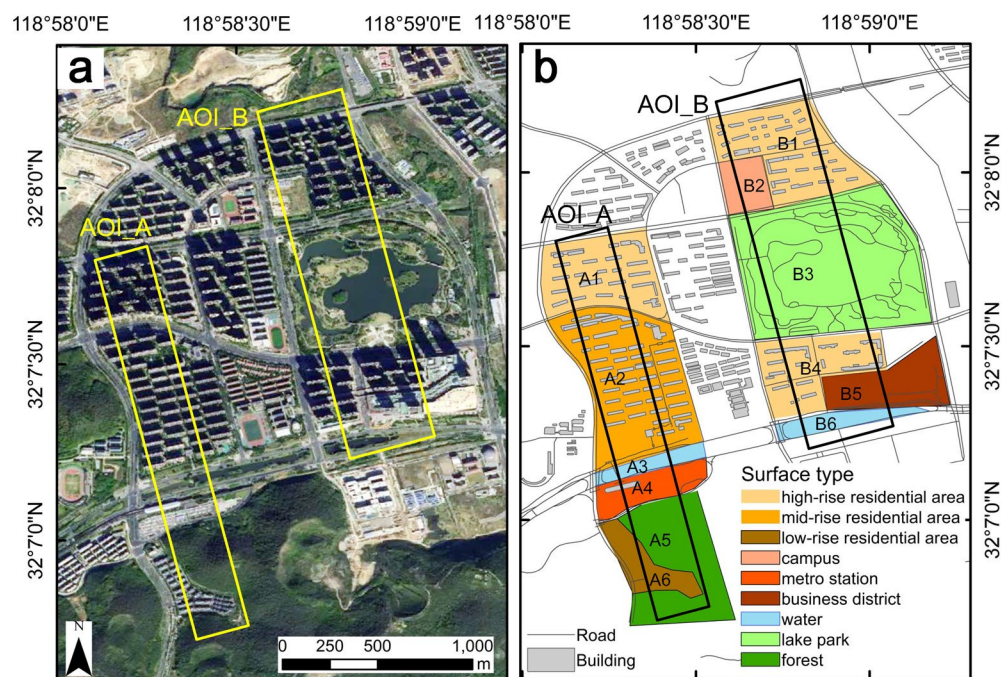 118°58'0"E
118°58'30"E
118°59'0"E
118°58'0"E
118°58'30"E
118°59'0"E
a
AOI_B
AOI_A
32°8'0"N
32°7'30"N
32°7'0"N
N
0 250 500 1,000
m
b
AOI_B
B1
B2
AOI_A
A1
B3
A2
B4
B5
B6
A3
A4
A5
A6
32°8'0"N
32°7'30"N
32°7'0"N
Surface type
high-rise residential area
mid-rise residential area
low-rise residential area
campus
metro station
business district
water
lake park
forest
Road
Building